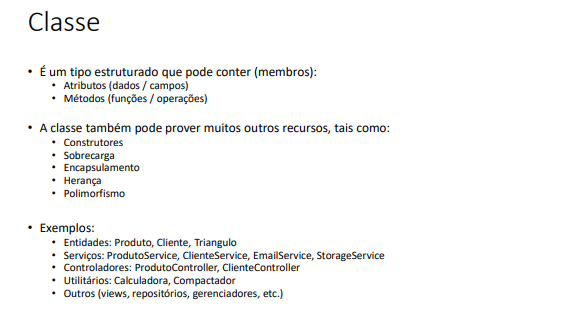 Classe
• É um tipo estruturado que pode conter (membros):
• Atributos (dados / campos)
• Métodos (funções / operações)
• A classe também pode prover muitos outros recursos, tais como:
• Construtores
• Sobrecarga
• Encapsulamento
• Herança
• Polimorfismo
• Exemplos:
• Entidades: Produto, Cliente, Triangulo
• Serviços: ProdutoService, ClienteService, EmailService, StorageService
• Controladores: ProdutoController, ClienteController
• Utilitários: Calculadora, Compactador
• Outros (views, repositórios, gerenciadores, etc.)